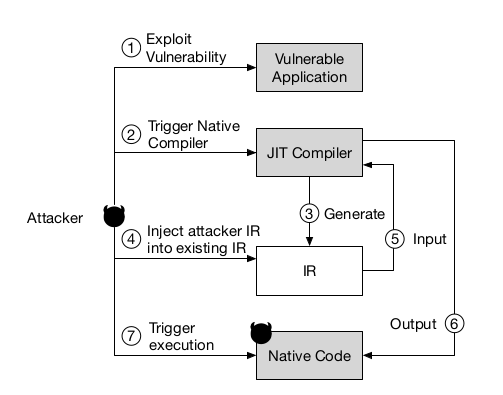 ① Exploit
Vulnerability
Vulnerable
Application
② Trigger Native
Compiler
JIT Compiler
③ Generate
Attacker
④ Inject attacker IR
into existing IR
⑤ Input
IR
Output ⑥
⑦ Trigger
execution
Native Code